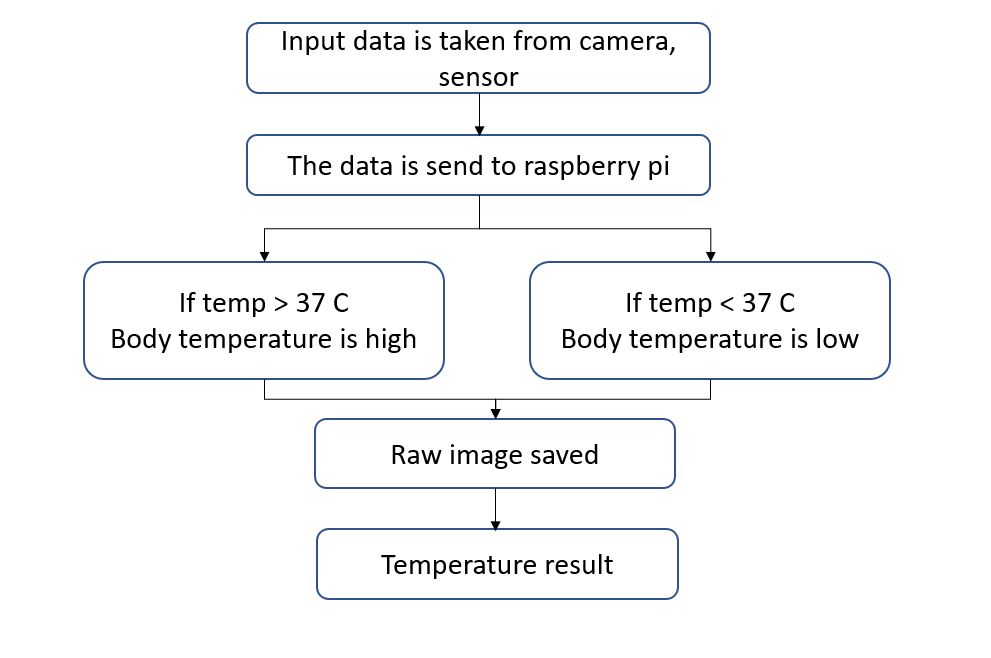 Input data is taken from camera,
sensor
The data is send to raspberry pi
If temp > 37 C
Body temperature is high
If temp < 37 C
Body temperature is low
Raw image saved
Temperature result